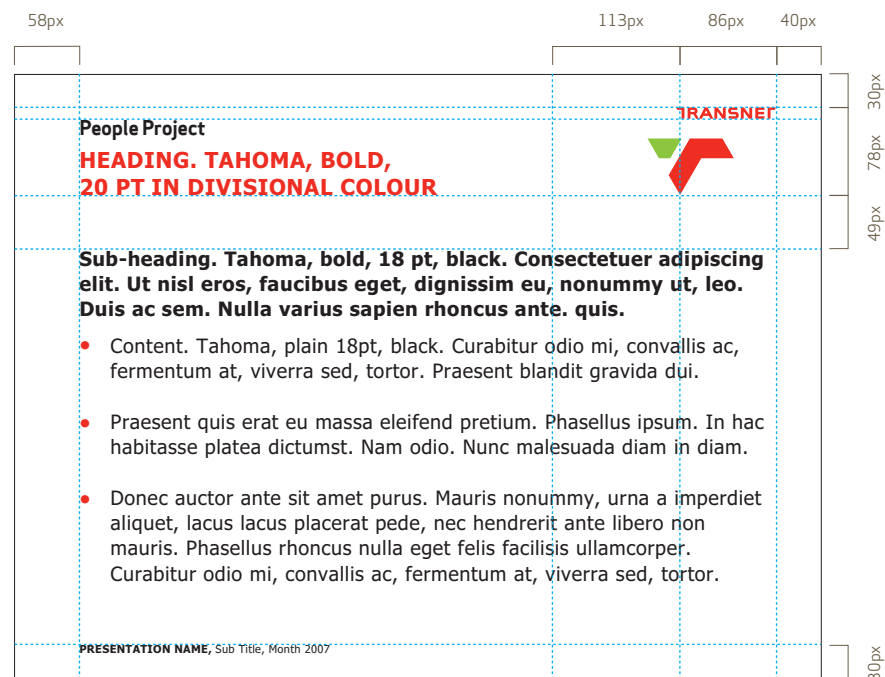 58px
113px
86px
40px
30px
TRANSNET
People Project
HEADING. TAHOMA, BOLD,
20 PT IN DIVISIONAL COLOUR
78px
49px
Sub-heading. Tahoma, bold, 18 pt, black. Consectetuer adipiscing
elit. Ut nisl eros, faucibus eget, dignissim eu, nonummy ut, leo.
Duis ac sem. Nulla varius sapien rhoncus ante. quis.
• Content. Tahoma, plain 18pt, black. Curabitur odio mi, convallis ac,
fermentum at, viverra sed, tortor. Praesent blandit gravida dui.
• Praesent quis erat eu massa eleifend pretium. Phasellus ipsum. In hac
habitasse platea dictumst. Nam odio. Nunc malesuada diam in diam.
• Donec auctor ante sit amet purus. Mauris nonummy, urna a imperdiet
aliquet, lacus lacus placerat pede, nec hendrerit ante libero non
mauris. Phasellus rhoncus nulla eget felis facilisis ullamcorper.
Curabitur odio mi, convallis ac, fermentum at, viverra sed, tortor.
PRESENTATION NAME, Sub Title, Month 2007